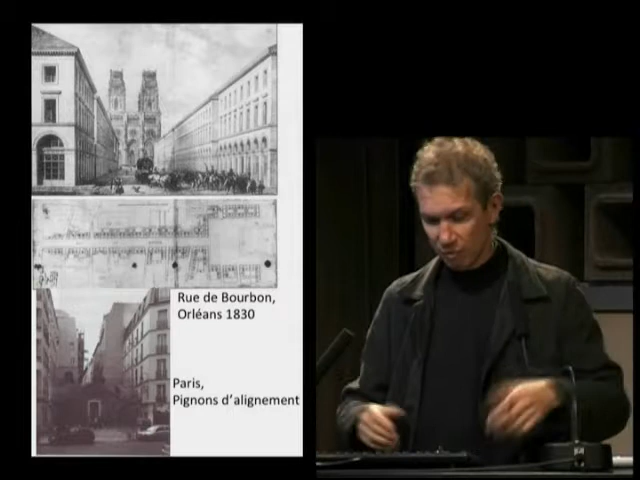 Rue de Bourbon,
Orléans 1830
Paris,
Pignons d'alignement